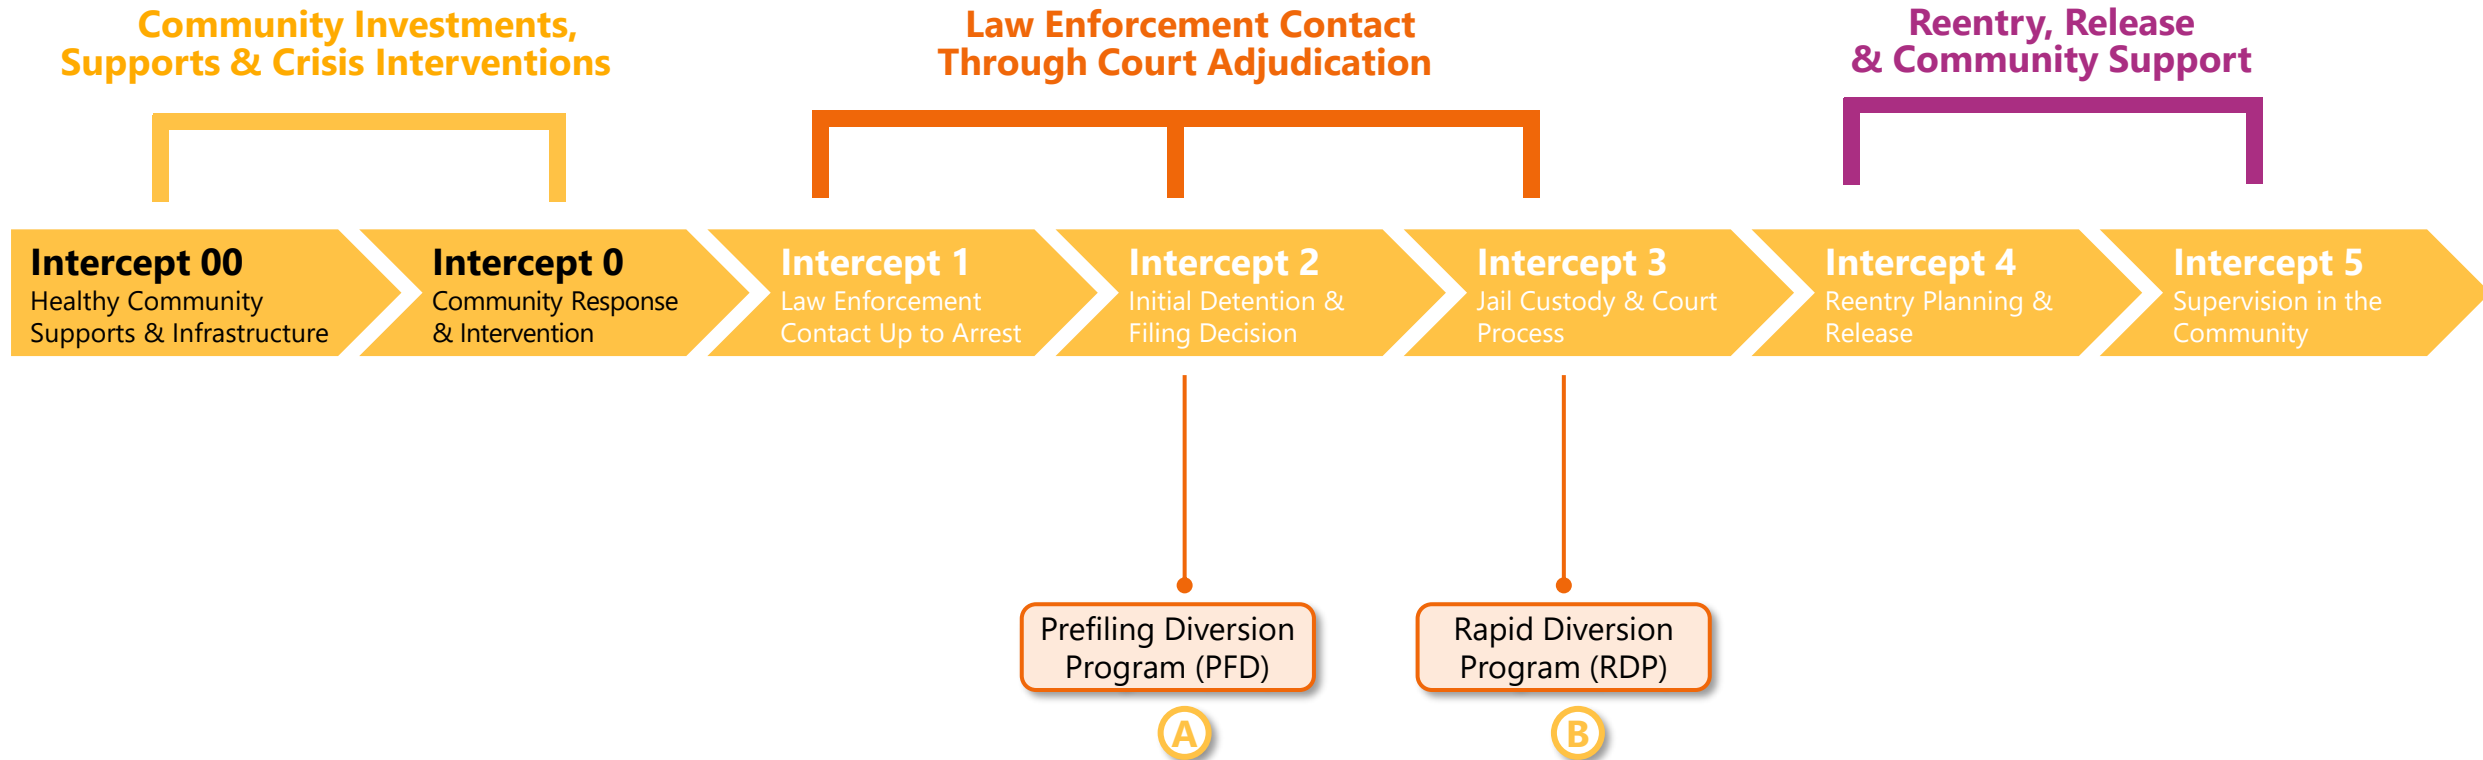 Community Investments,
Supports & Crisis Interventions
Law Enforcement Contact
Through Court Adjudication
Reentry, Release
& Community Support
Intercept 00
Healthy Community
Supports & Infrastructure
Intercept 0
Community Response
& Intervention
Intercept 1
Law Enforcement
Contact Up to Arrest
Intercept 2
Initial Detention &
Filing Decision
Intercept 3
Jail Custody & Court
Process
Intercept 4
Reentry Planning &
Release
Intercept 5
Supervision in the
Community
Prefiling Diversion
Program (PFD)
A
Rapid Diversion
Program (RDP)
B